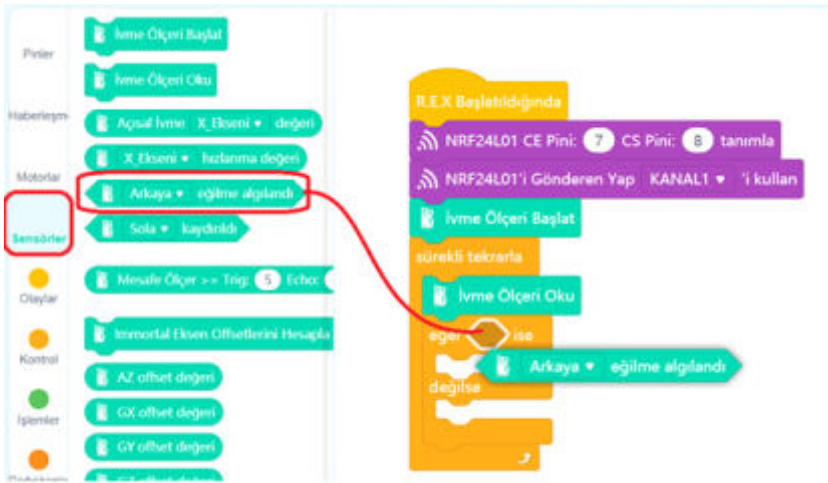 Pinler
Haberleşm
Motorlar
Sensörler
Olaylar
Kontrol
İşlemler
İvme Ölçeri Başlat
İvme Ölçeri Oku
Açısal İvme X_Ekseni değeri
X_Ekseni hızlanma değeri
Arkaya eğilme algılandı
Sola kaydırıldı
Mesafe Ölçer >> Trig: 5 Echo:
Immortal Eksen Offsetlerini Hesapla
AZ offset değeri
GX offset değeri
GY offset değeri
R.E.X Başlatıldığında
NRF24L01 CE Pini: 7 CS Pini: 8 tanımla
NRF24L01'i Gönderen Yap KANAL1 'i kullan
İvme Ölçeri Başlat
sürekli tekrarla
İvme Ölçeri Oku
eğer ise
Arkaya eğilme algılandı
değilse